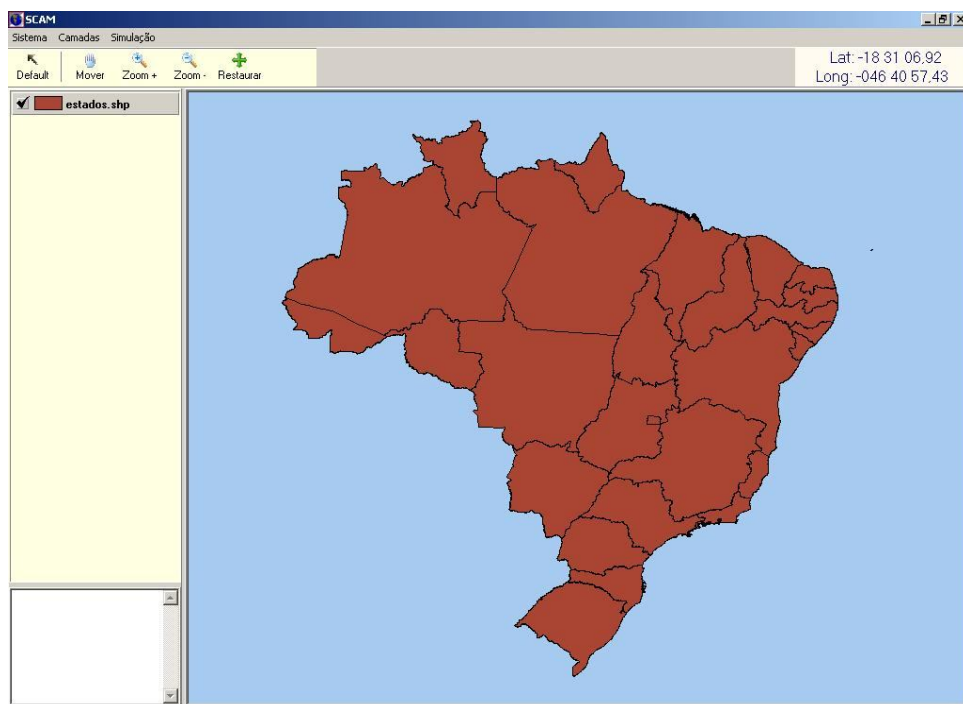 SCAM
Sistema Camadas Simulação
Default Mover Zoom + Zoom - Restaurar
Lat: -18 31 06,92
Long: -046 40 57,43
estados.shp